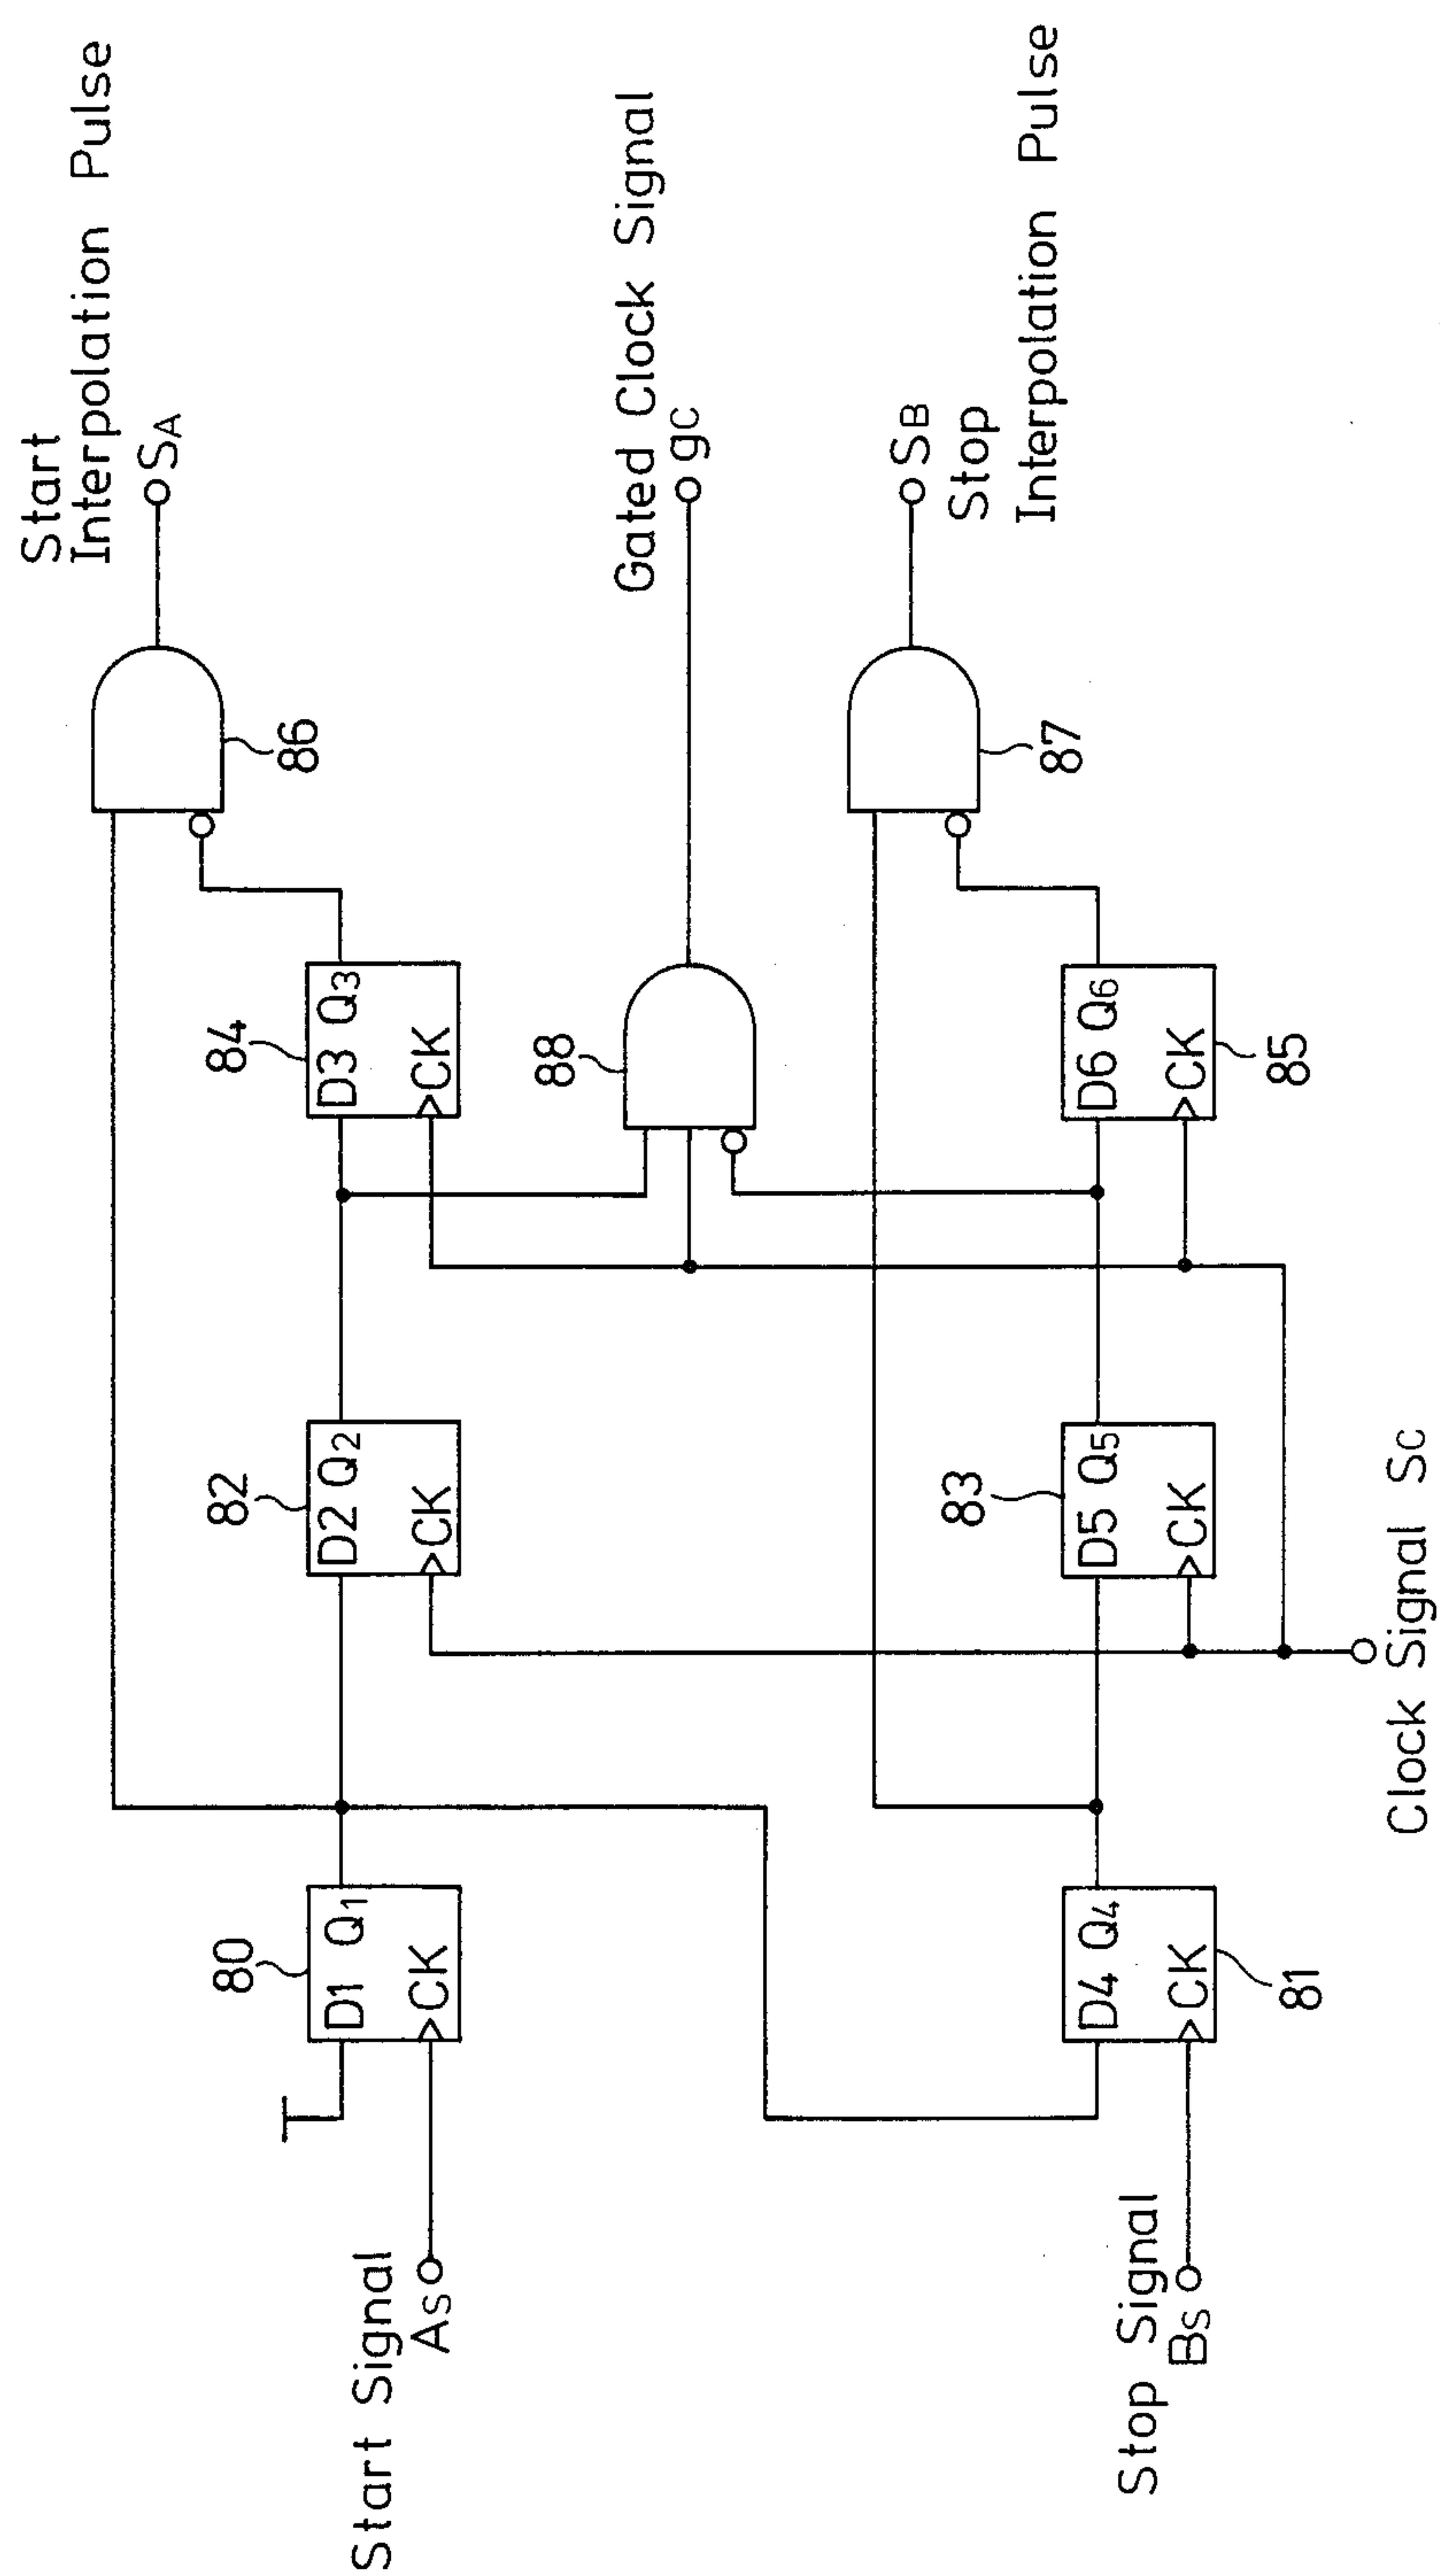 Start Signal
As
80
D1 Q1
CK
82
D2 Q2
CK
84
D3 Q3
CK
86
Start
Interpolation Pulse
SA
88
Gated Clock Signal
gc
Stop Signal
Bs
81
D4 Q4
CK
83
D5 Q5
CK
85
D6 Q6
CK
87
SB
Stop
Interpolation Pulse
Clock Signal Sc